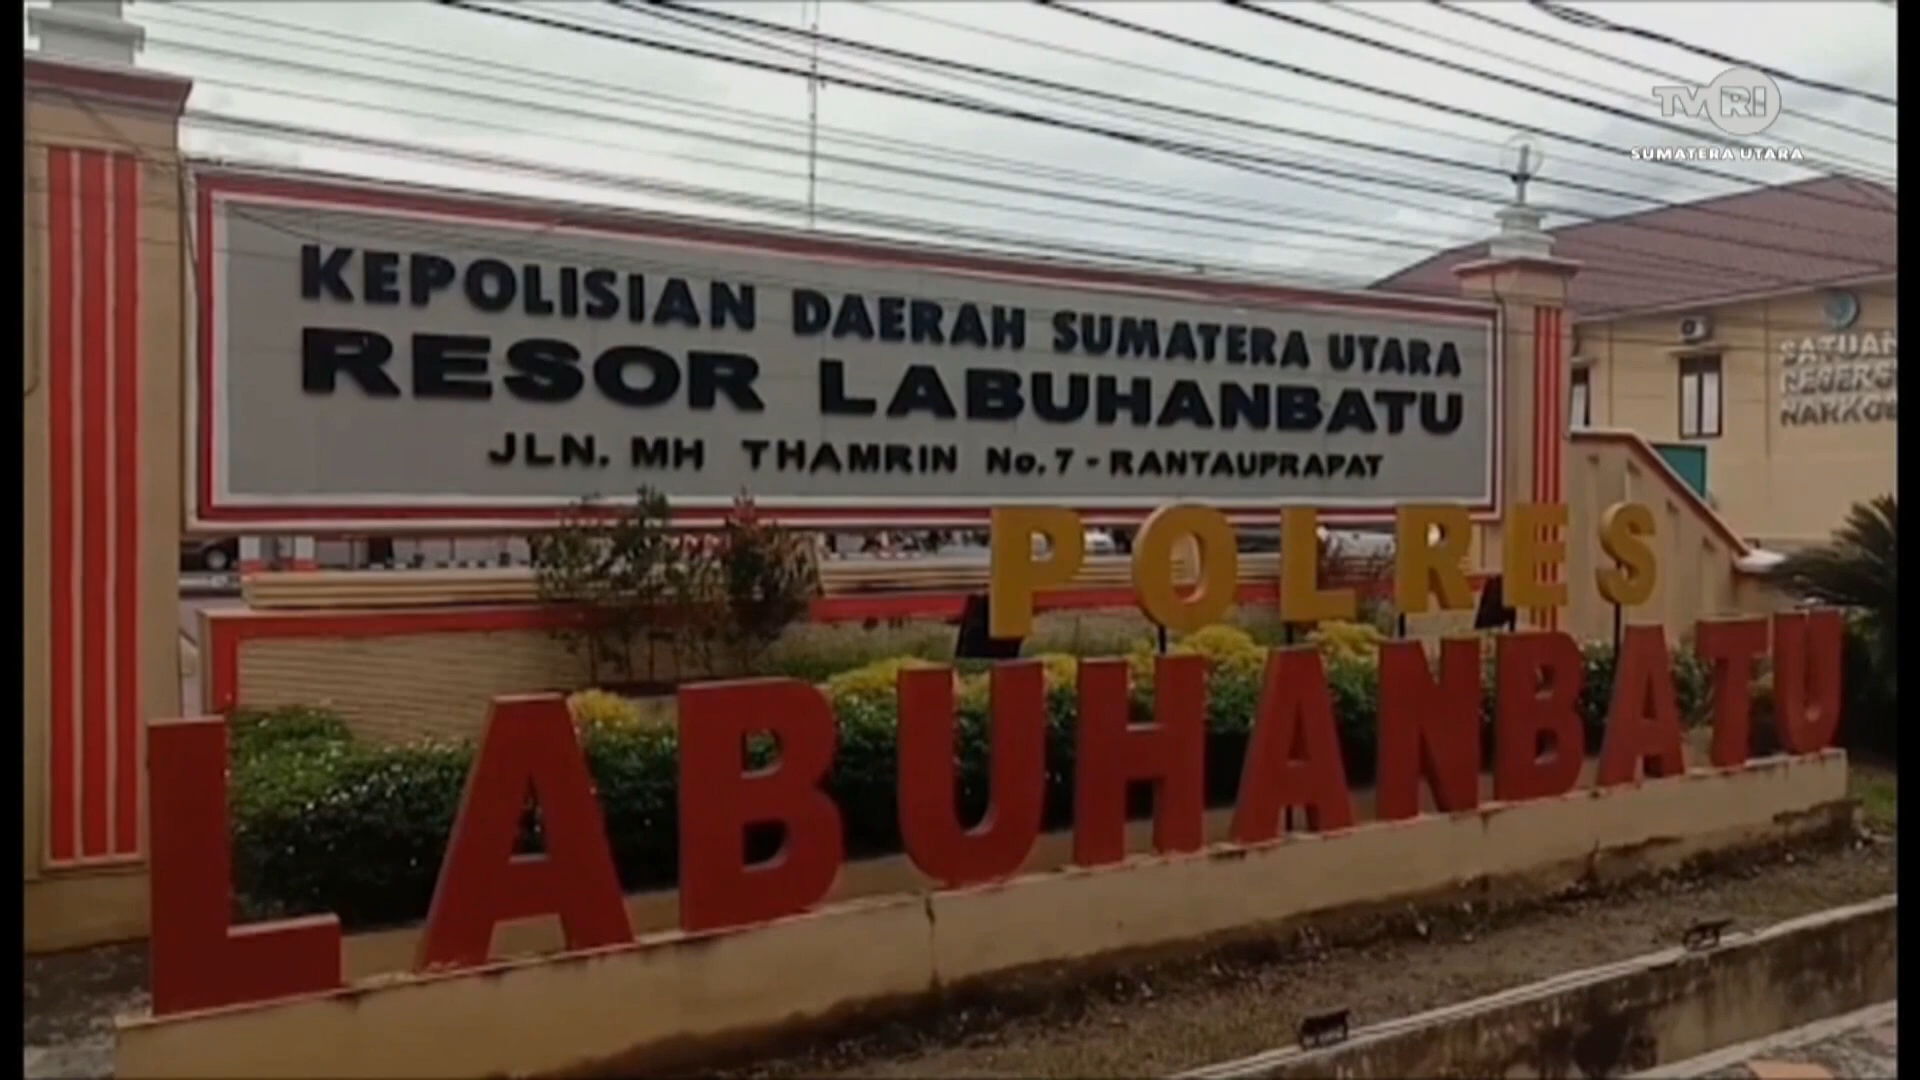 TVRI
SUMATERA UTARA
KEPOLISIAN DAERAH SUMATERA UTARA
RESOR LABUHANBATU
JLN. MH THAMRIN No. 7 - RANTAUPRAPAT
SATUAN
POLRES
LABUHANBATU